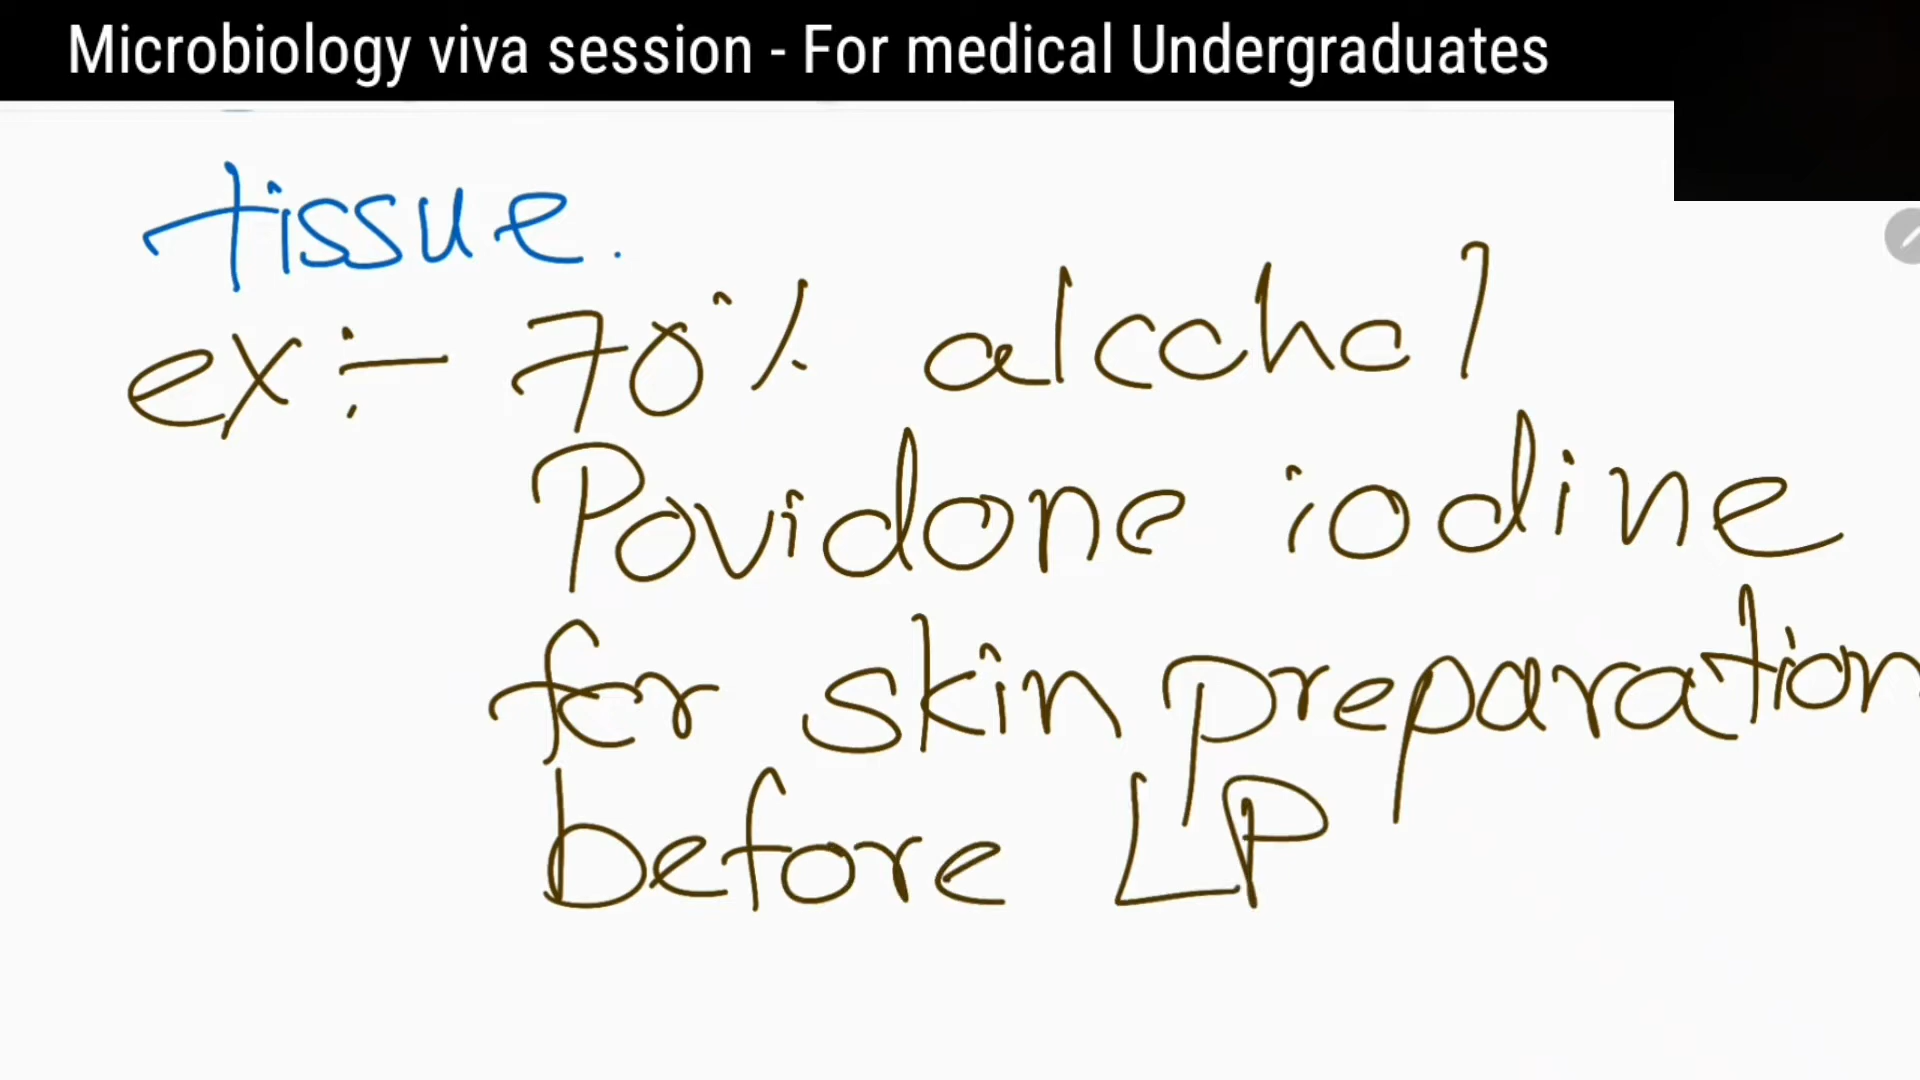 Microbiology viva session - For medical Undergraduates
tissue.
ex :- 70% alcohol
Povidone iodine
for skin preparation
before LP